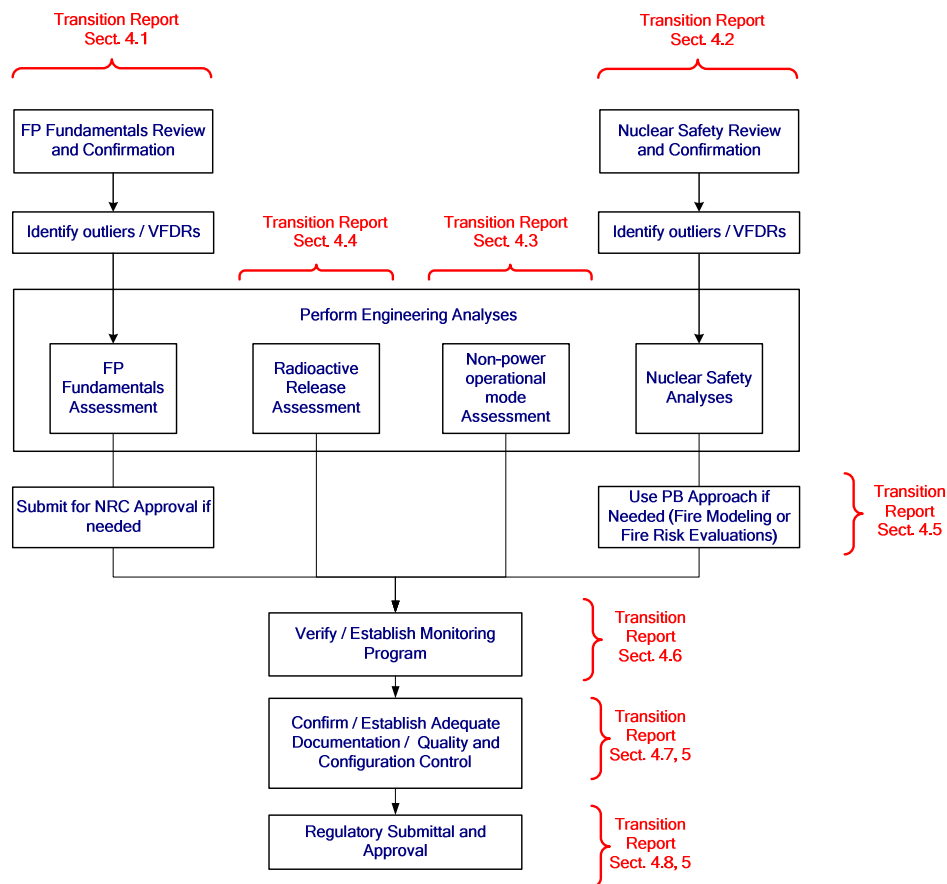 Transition Report
Sect. 4.1
Transition Report
Sect. 4.2
FP Fundamentals Review
and Confirmation
Nuclear Safety Review
and Confirmation
Identify outliers / VFDRs
Transition Report
Sect. 4.4
Transition Report
Sect. 4.3
Identify outliers / VFDRs
Perform Engineering Analyses
FP
Fundamentals
Assessment
Radioactive
Release
Assessment
Non-power
operational
mode
Assessment
Nuclear Safety
Analyses
Submit for NRC Approval if
needed
Use PB Approach if
Needed (Fire Modeling or
Fire Risk Evaluations)
Transition
Report
Sect. 4.5
Verify / Establish Monitoring
Program
Transition
Report
Sect. 4.6
Confirm / Establish Adequate
Documentation / Quality and
Configuration Control
Transition
Report
Sect. 4.7, 5
Regulatory Submittal and
Approval
Transition
Report
Sect. 4.8, 5